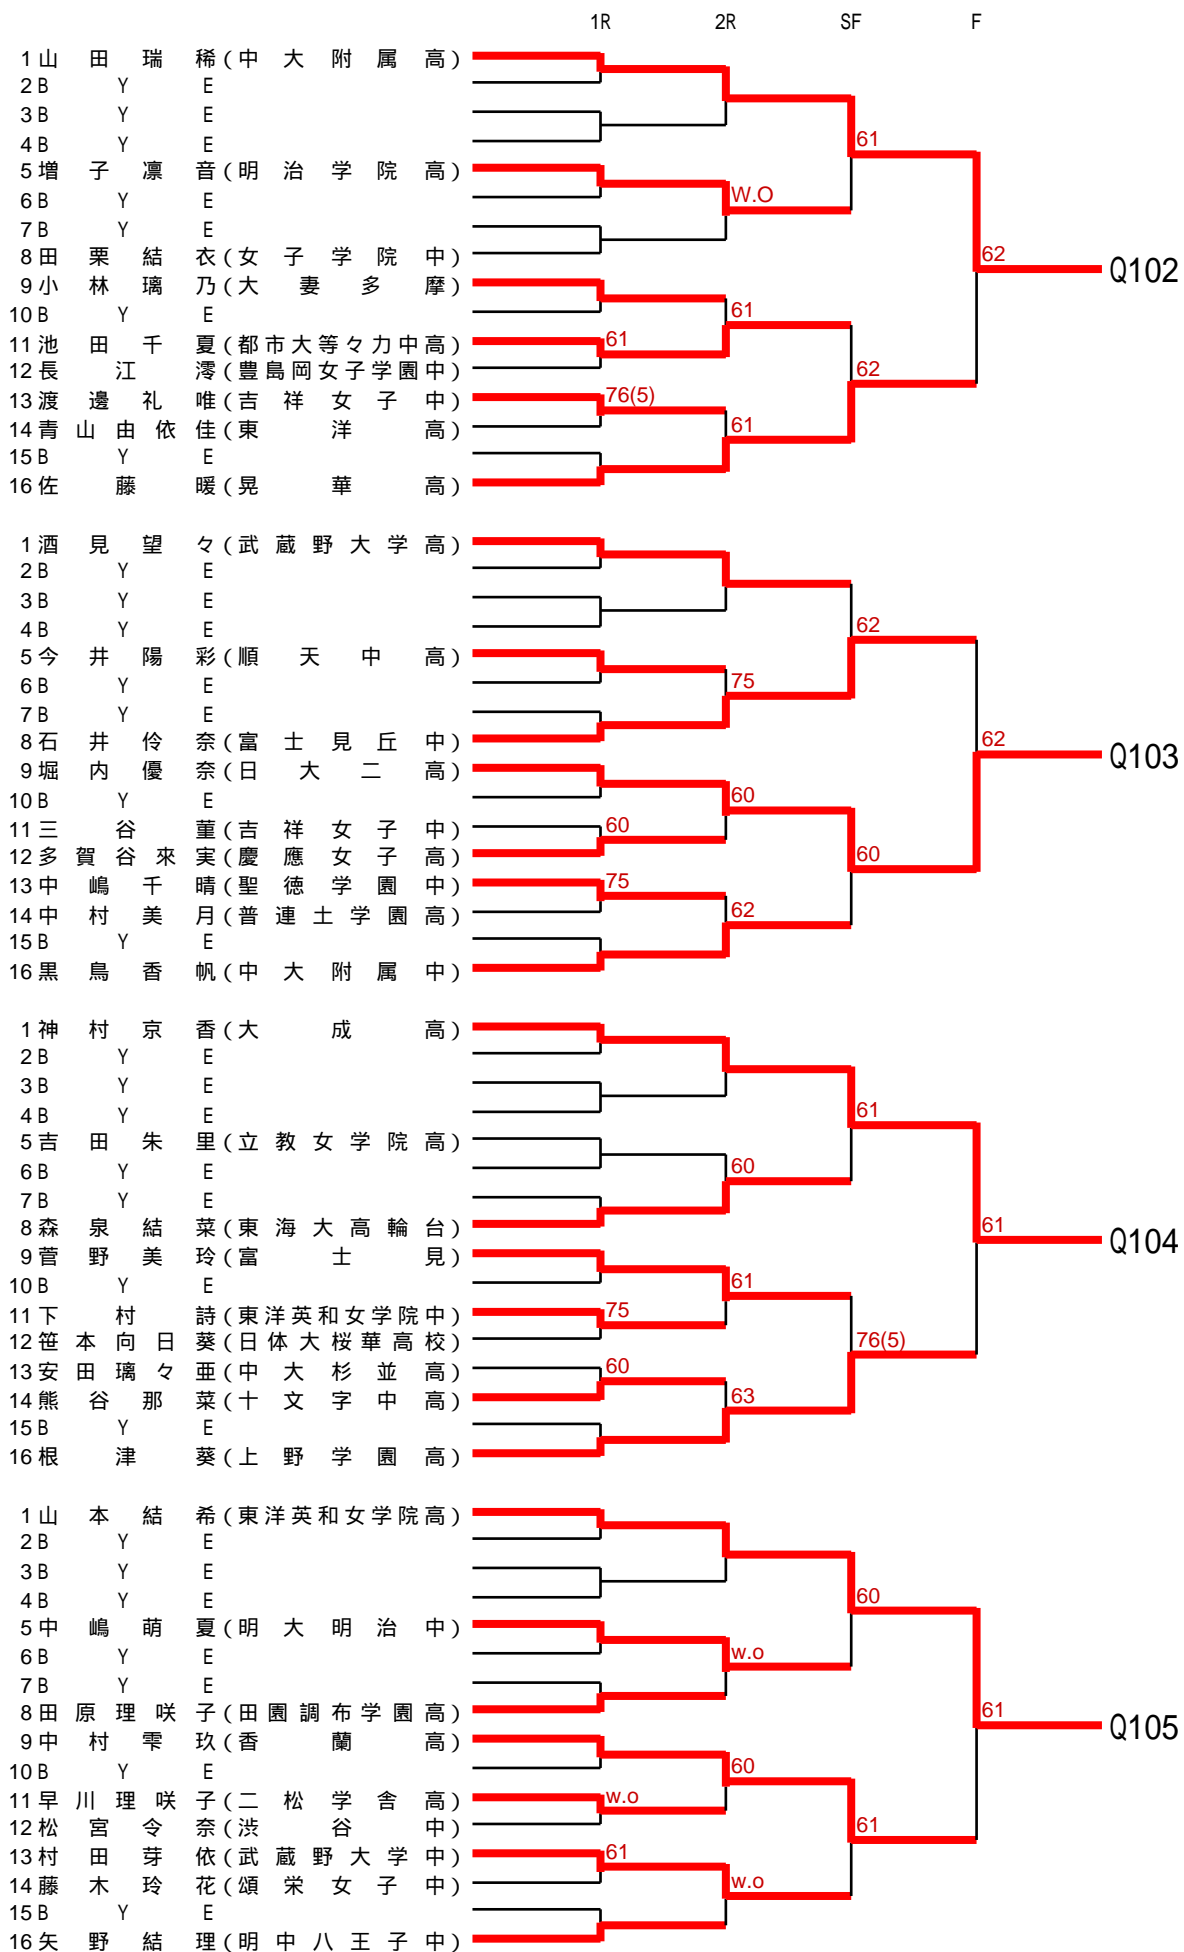 1R 2R SF F
1 山田瑞稀(中大附属高)
2 BYE
3 BYE
4 BYE
61
5 増子凛音(明治学院高)
6 BYE
W.O
7 BYE
8 田栗結衣(女子学院中)
62
Q102
9 小林璃乃(大妻多摩)
10 BYE
61
11 池田千夏(都市大等々力中高)
61
12 長江澪(豊島岡女子学園中)
62
13 渡邊礼唯(吉祥女子中)
76(5)
14 青山由依佳(東洋高)
61
15 BYE
16 佐藤暖(晃華高)
1 酒見望々(武蔵野大学高)
2 BYE
3 BYE
4 BYE
62
5 今井陽彩(順天中高)
6 BYE
75
7 BYE
8 石井伶奈(富士見丘中)
62
Q103
9 堀内優奈(日大二高)
10 BYE
60
11 三谷菫(吉祥女子中)
60
12 多賀谷來実(慶應女子高)
60
13 中嶋千晴(聖徳学園中)
75
14 中村美月(普連土学園高)
62
15 BYE
16 黒鳥香帆(中大附属中)
1 神村京香(大成高)
2 BYE
3 BYE
4 BYE
61
5 吉田朱里(立教女学院高)
6 BYE
60
7 BYE
8 森泉結菜(東海大高輪台)
61
Q104
9 菅野美玲(富士見)
10 BYE
61
11 下村詩(東洋英和女学院中)
75
12 笹本向日葵(日体大桜華高校)
76(5)
13 安田璃々亜(中大杉並高)
60
14 熊谷那菜(十文字中高)
63
15 BYE
16 根津葵(上野学園高)
1 山本結希(東洋英和女学院高)
2 BYE
3 BYE
4 BYE
60
5 中嶋萌夏(明大明治中)
6 BYE
w.o
7 BYE
8 田原理咲子(田園調布学園高)
61
Q105
9 中村雫玖(香蘭高)
10 BYE
60
11 早川理咲子(二松学舎高)
w.o
12 松宮令奈(渋谷中)
61
13 村田芽依(武蔵野大学中)
61
14 藤木玲花(頌栄女子中)
w.o
15 BYE
16 矢野結理(明中八王子中)